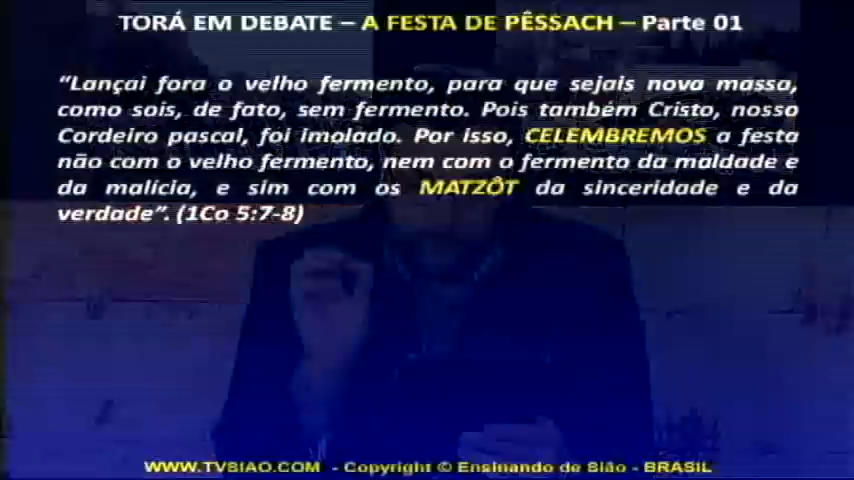 TORÁ EM DEBATE – A FESTA DE PÊSSACH – Parte 01
“Lançai fora o velho fermento, para que sejais nova massa,
como sois, de fato, sem fermento. Pois também Cristo, nosso
Cordeiro pascal, foi imolado. Por isso, CELEMBREMOS a festa
não com o velho fermento, nem com o fermento da maldade e
da malícia, e sim com os MATZÔT da sinceridade e da
verdade”. (1Co 5:7-8)
WWW.TVSIAO.COM - Copyright © Ensinando de Sião - BRASIL